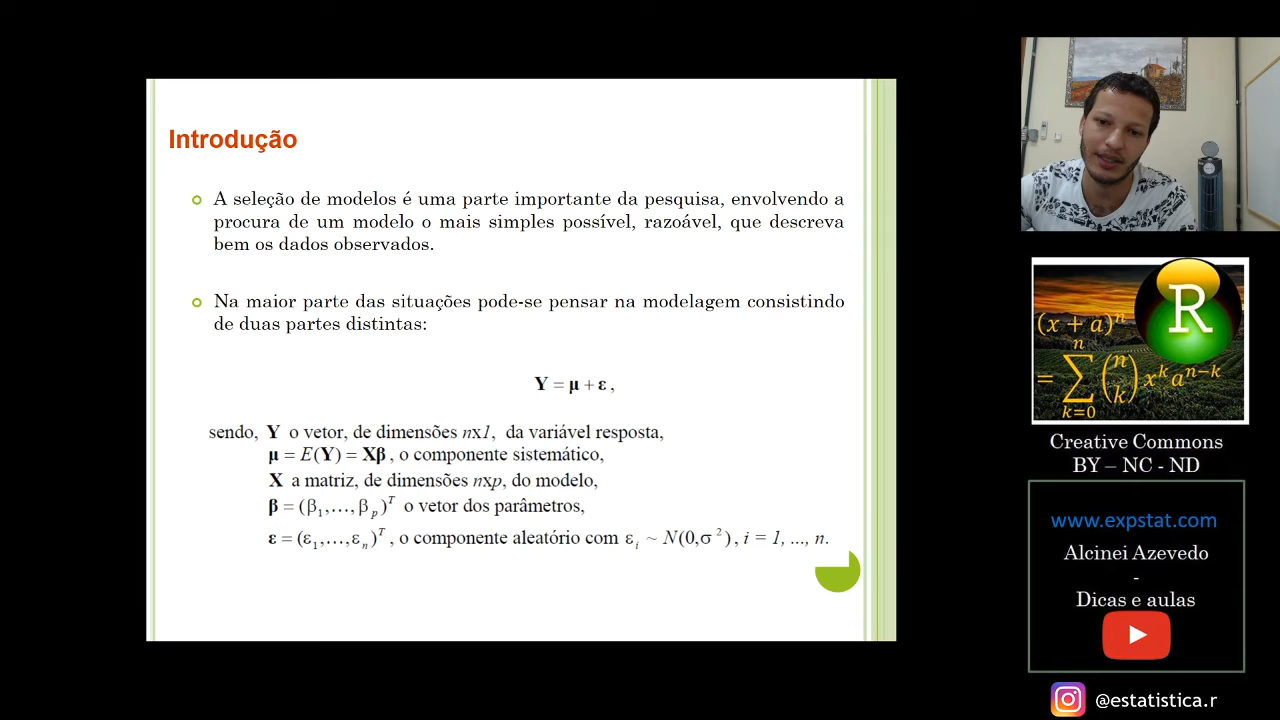 Introdução
A seleção de modelos é uma parte importante da pesquisa, envolvendo a
procura de um modelo o mais simples possível, razoável, que descreva
bem os dados observados.
Na maior parte das situações pode-se pensar na modelagem consistindo
de duas partes distintas:
Y = μ + ε ,
sendo, Y o vetor, de dimensões nx1, da variável resposta,
μ = E(Y) = Xβ , o componente sistemático,
X a matriz, de dimensões nxp, do modelo,
β = (β₁,…,βₚ)ᵀ o vetor dos parâmetros,
ε = (ε₁,…,εₙ)ᵀ , o componente aleatório com εᵢ ~ N(0,σ²) , i = 1, ..., n.
R
(x + a)ⁿ
= ∑ₖ₌₀ⁿ (n k) xᵏaⁿ⁻ᵏ
Creative Commons
BY – NC - ND
www.expstat.com
Alcinei Azevedo
-
Dicas e aulas
@estatistica.r